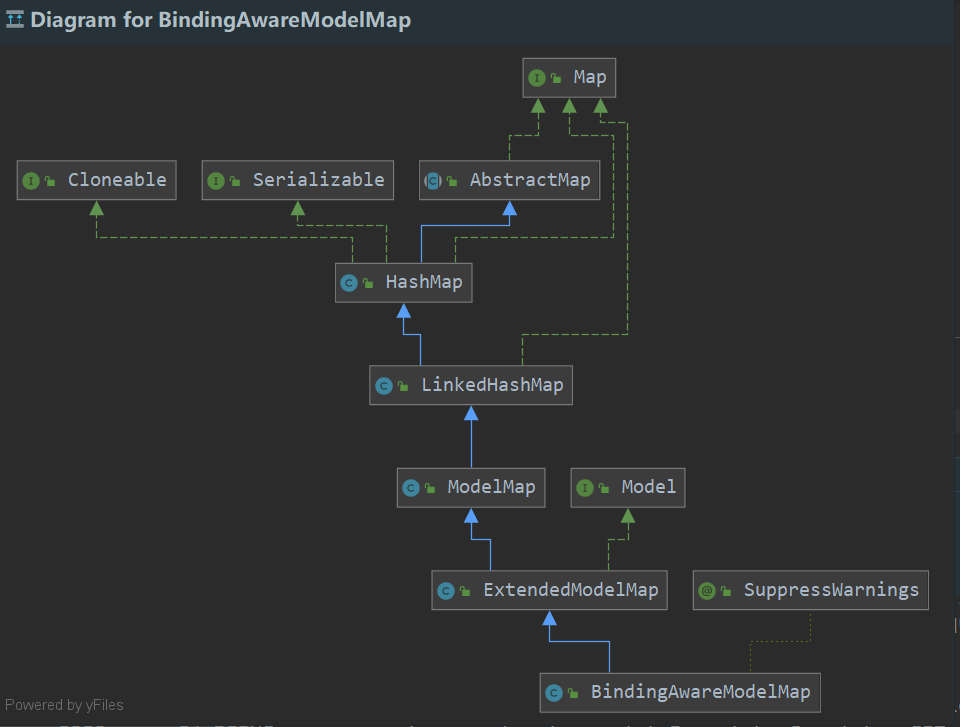 Diagram for BindingAwareModelMap
Map
Cloneable
Serializable
AbstractMap
HashMap
LinkedHashMap
ModelMap
Model
ExtendedModelMap
SuppressWarnings
BindingAwareModelMap
Powered by yFiles